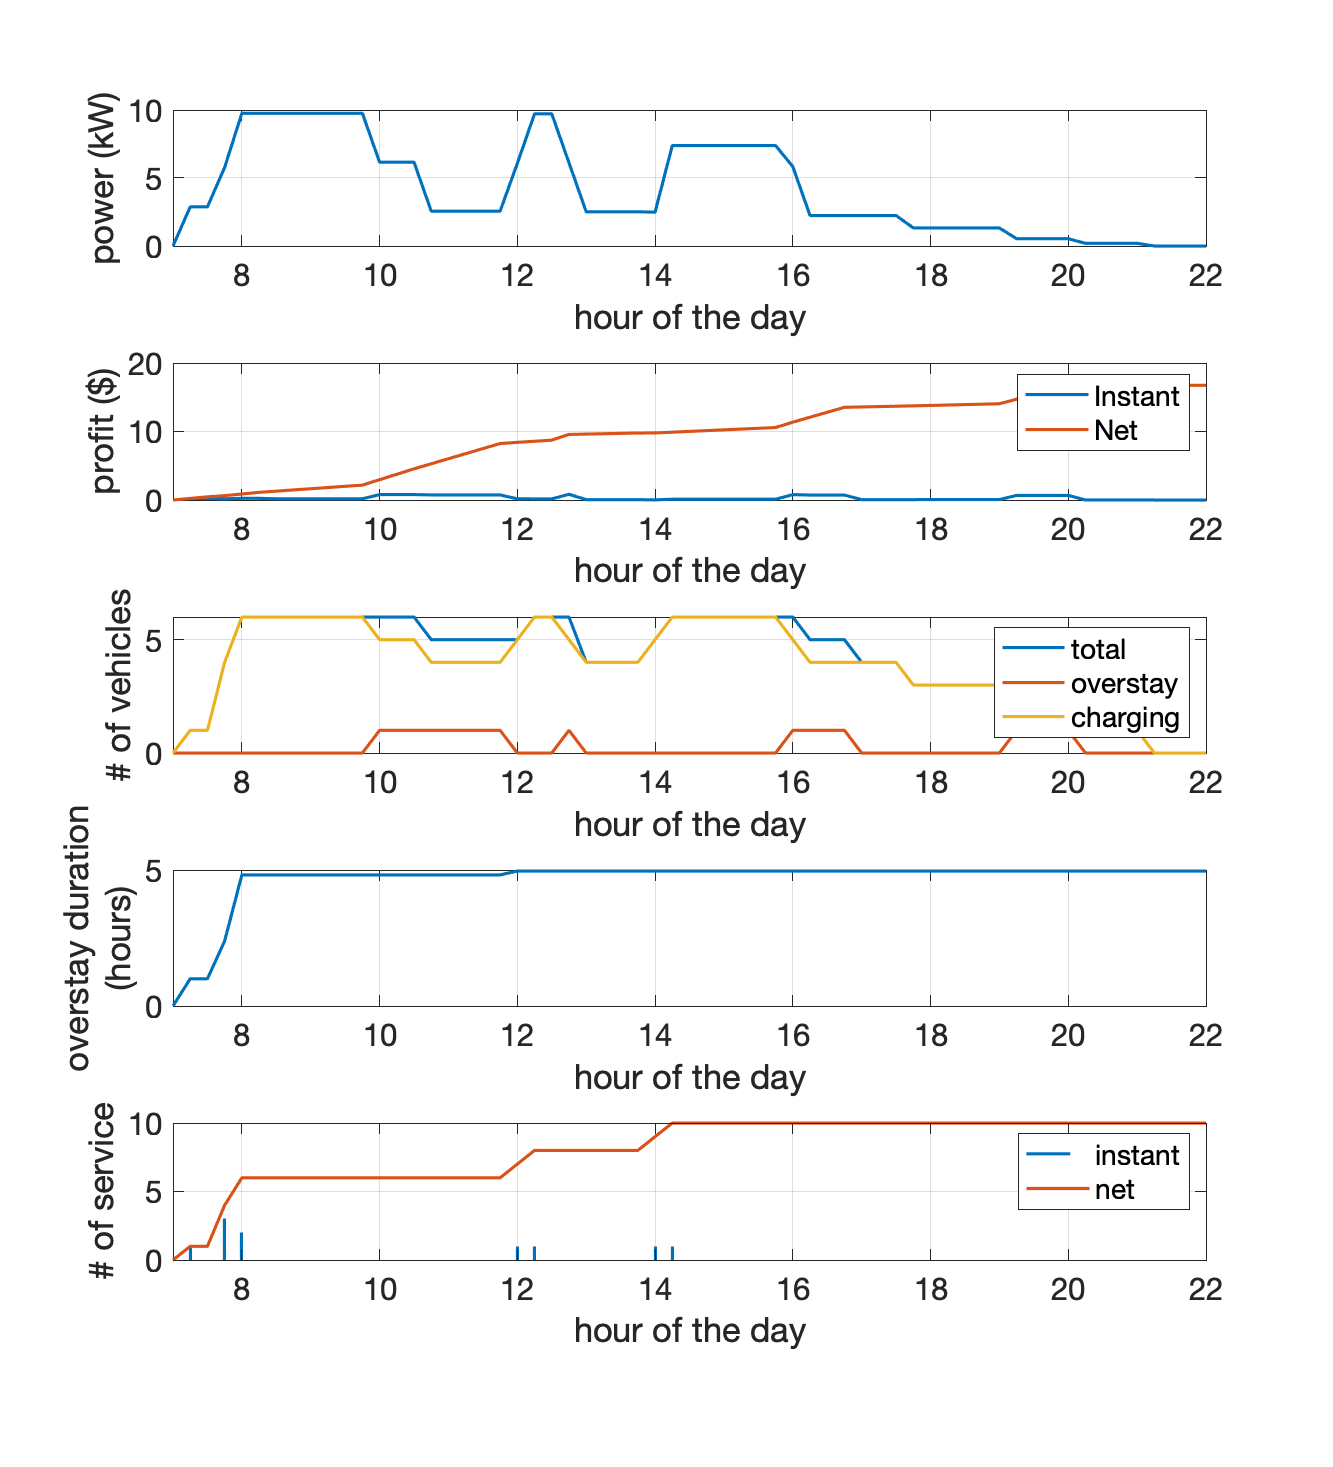 power (kW)
10
5
0
8 10 12 14 16 18 20 22
hour of the day
profit ($)
20
10
0
Instant
Net
8 10 12 14 16 18 20 22
hour of the day
# of vehicles
5
0
total
overstay
charging
8 10 12 14 16 18 20 22
hour of the day
overstay duration
(hours)
5
0
8 10 12 14 16 18 20 22
hour of the day
# of service
10
5
0
instant
net
8 10 12 14 16 18 20 22
hour of the day